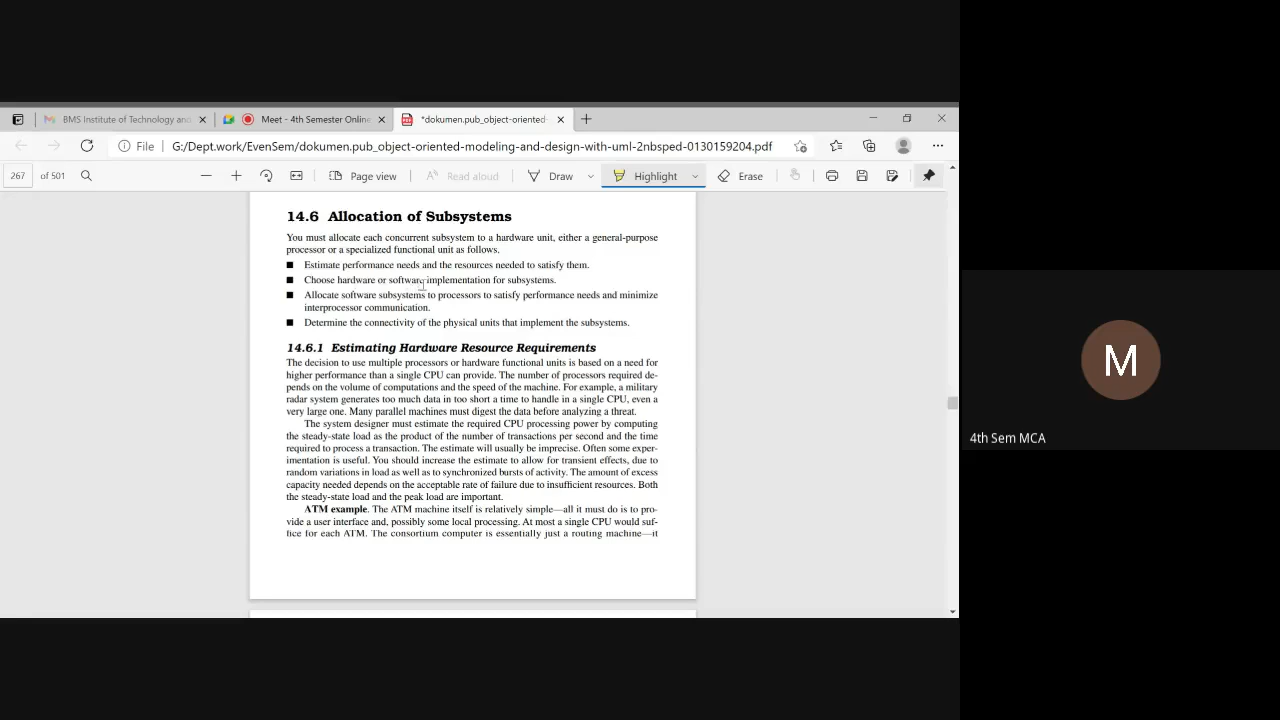 BMS Institute of Technology and
Meet - 4th Semester Online
*dokumen.pub_object-oriented-
File
G:/Dept.work/EvenSem/dokumen.pub_object-oriented-modeling-and-design-with-uml-2nbsped-0130159204.pdf
267 of 501
Page view
Read aloud
Draw
Highlight
Erase
14.6 Allocation of Subsystems
You must allocate each concurrent subsystem to a hardware unit, either a general-purpose
processor or a specialized functional unit as follows.
■ Estimate performance needs and the resources needed to satisfy them.
■ Choose hardware or software implementation for subsystems.
■ Allocate software subsystems to processors to satisfy performance needs and minimize
interprocessor communication.
■ Determine the connectivity of the physical units that implement the subsystems.
14.6.1 Estimating Hardware Resource Requirements
The decision to use multiple processors or hardware functional units is based on a need for
higher performance than a single CPU can provide. The number of processors required de-
pends on the volume of computations and the speed of the machine. For example, a military
radar system generates too much data in too short a time to handle in a single CPU, even a
very large one. Many parallel machines must digest the data before analyzing a threat.
The system designer must estimate the required CPU processing power by computing
the steady-state load as the product of the number of transactions per second and the time
required to process a transaction. The estimate will usually be imprecise. Often some exper-
imentation is useful. You should increase the estimate to allow for transient effects, due to
random variations in load as well as to synchronized bursts of activity. The amount of excess
capacity needed depends on the acceptable rate of failure due to insufficient resources. Both
the steady-state load and the peak load are important.
ATM example. The ATM machine itself is relatively simple—all it must do is to pro-
vide a user interface and, possibly some local processing. At most a single CPU would suf-
fice for each ATM. The consortium computer is essentially just a routing machine—it
M
4th Sem MCA